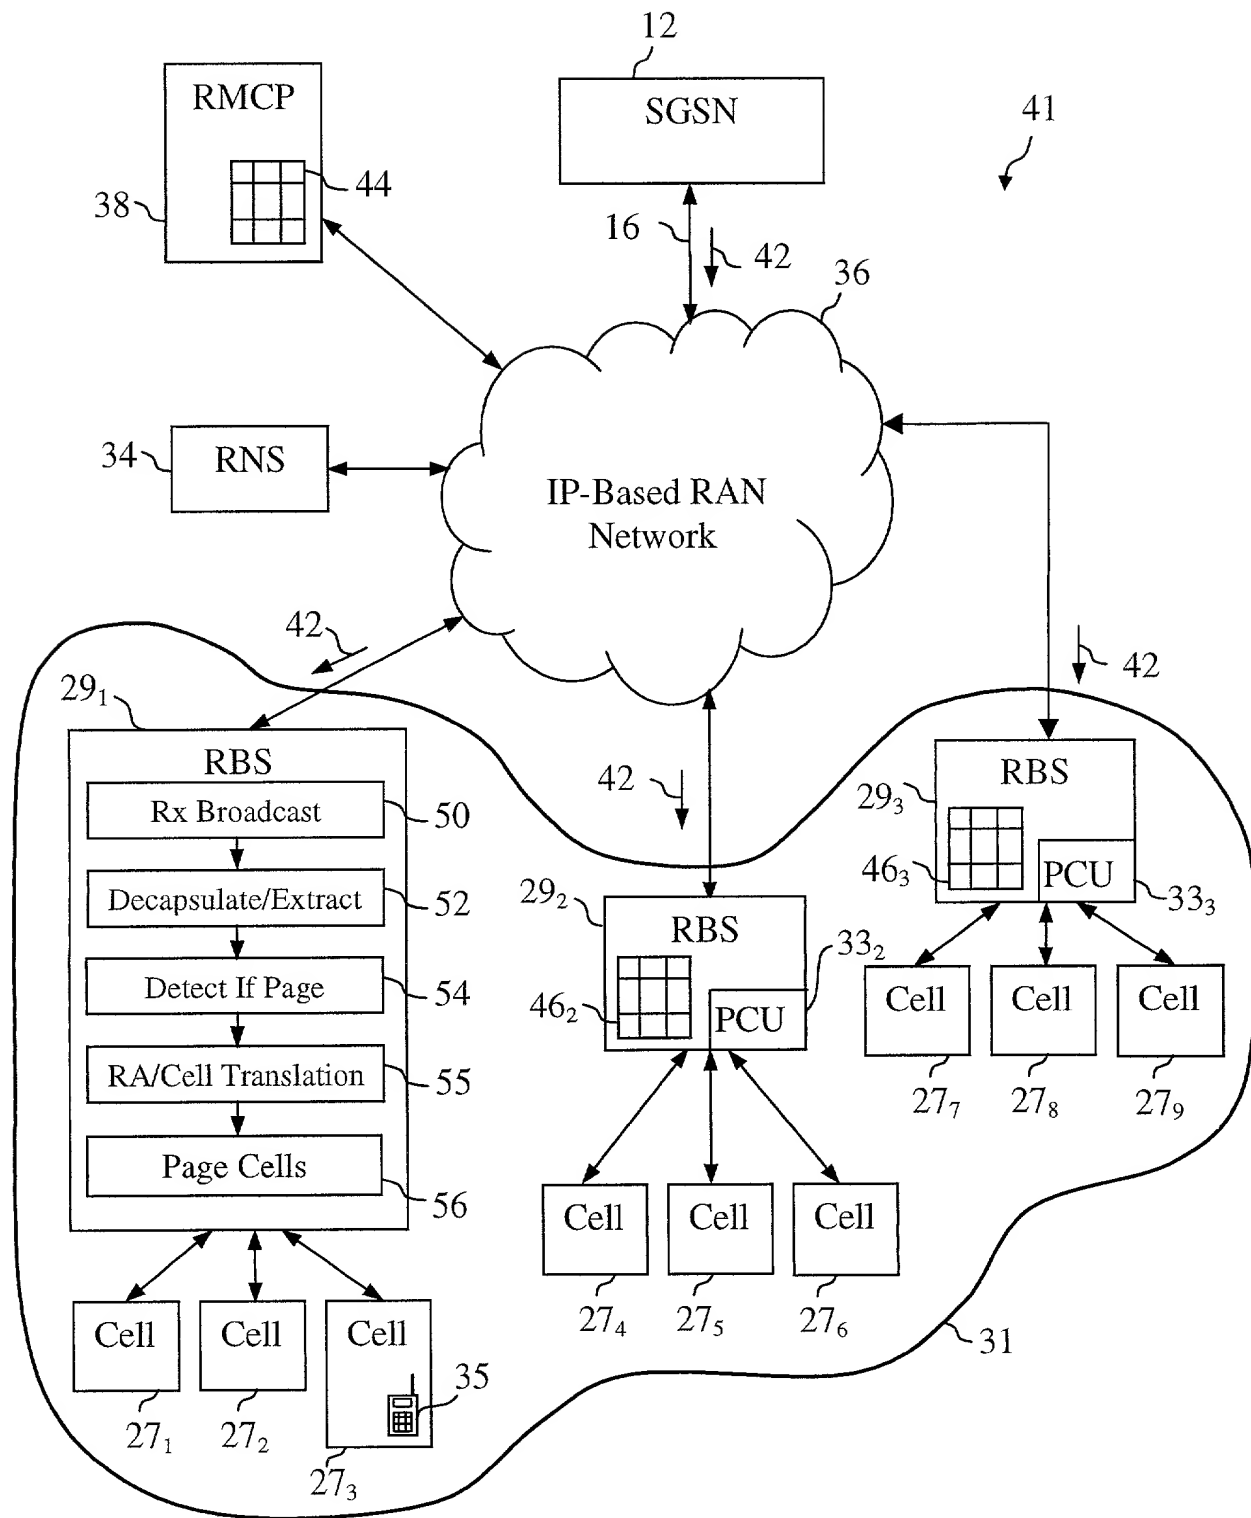 12
RMCP
SGSN
41
44
38
16
42
36
34
RNS
IP-Based RAN
Network
42
42
29₁
RBS
42
RBS
Rx Broadcast
50
29₃
46₃
PCU
33₃
Decapsulate/Extract
52
29₂
RBS
33₂
Detect If Page
54
46₂
PCU
Cell
Cell
Cell
RA/Cell Translation
55
27₇
27₈
27₉
Page Cells
56
Cell
Cell
Cell
27₄
27₅
27₆
Cell
Cell
Cell
31
35
27₁
27₂
27₃